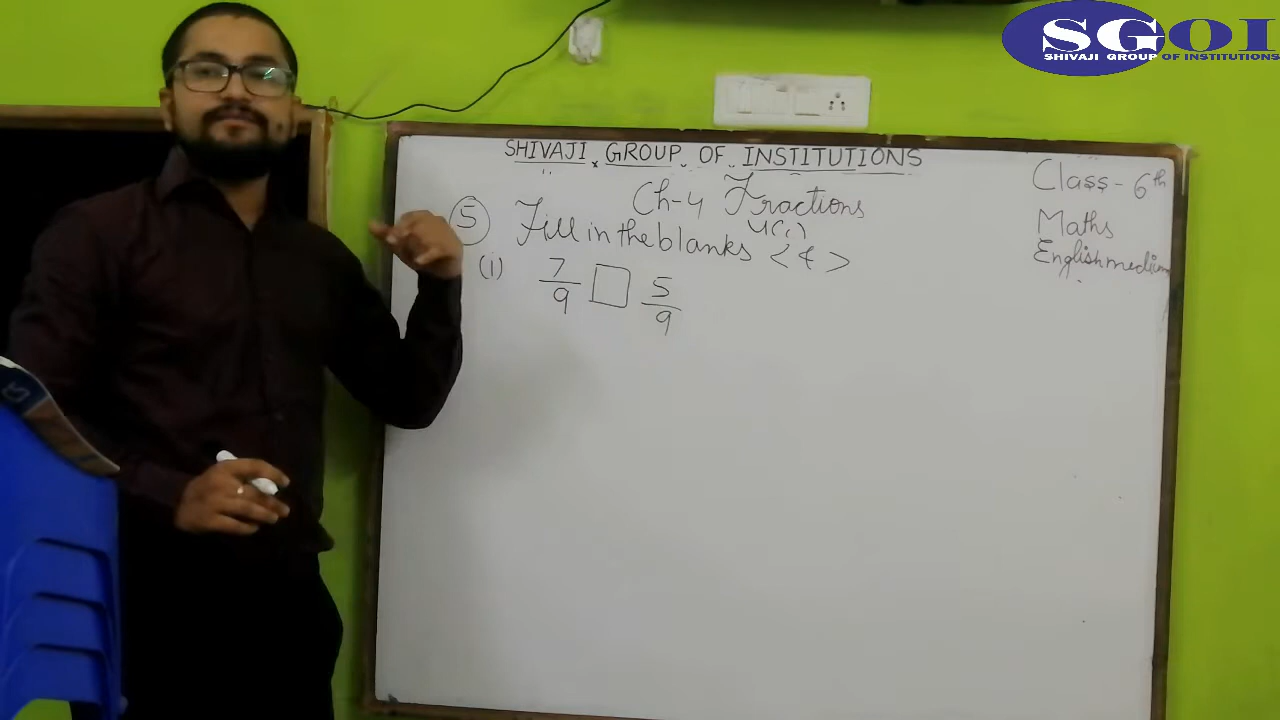 SGOI
SHIVAJI GROUP OF INSTITUTIONS
SHIVAJI GROUP OF INSTITUTIONS
Class - 6th
Maths
English medium
Ch-4 Fractions
5 Fill in the blanks < & >
(i) 7/9 □ 5/9